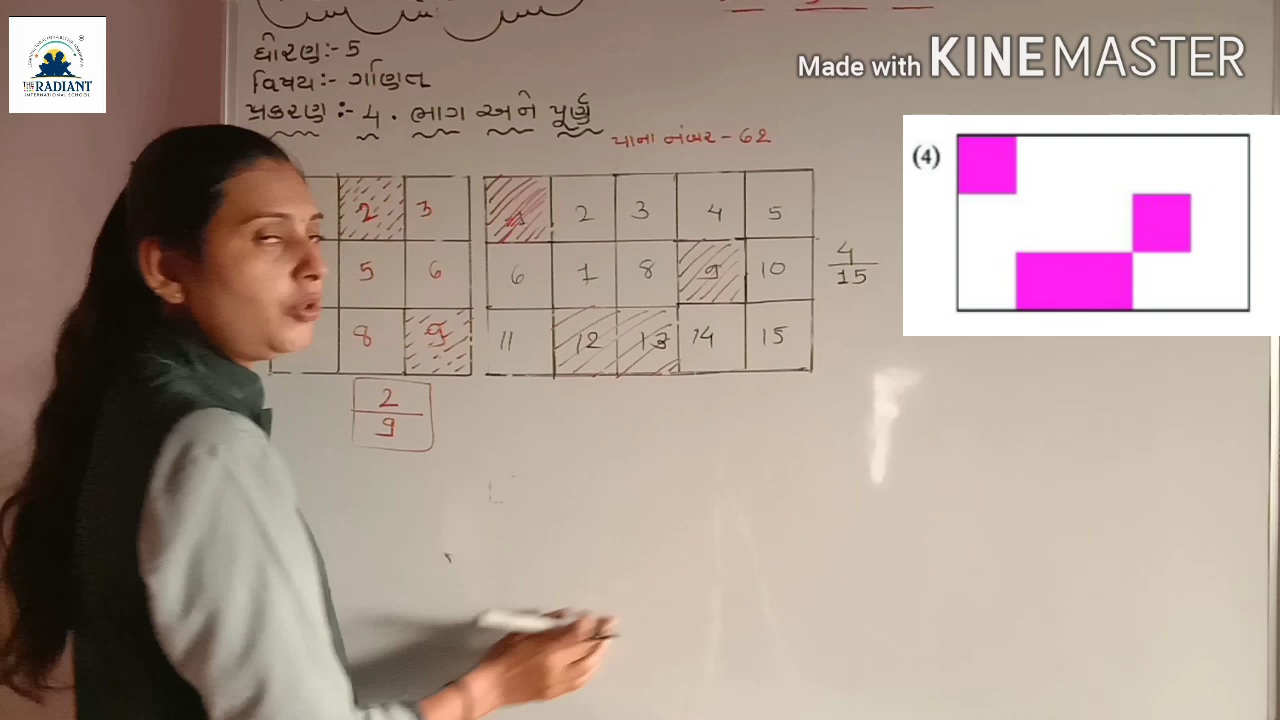 THE RADIANT
INTERNATIONAL SCHOOL
Made with KINEMASTER
ધોરણ:- 5
વિષય:- ગણિત
પ્રકરણ :- 4. ભાગ અને પૂર્ણ
પાના નંબર - 62
(4)
2 3
5 6
8 9
2
9
1 2 3 4 5
6 7 8 9 10
11 12 13 14 15
4
15